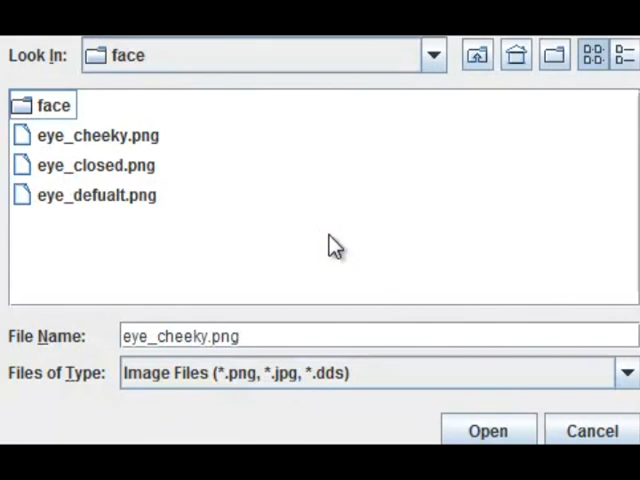 Look In: face
face
eye_cheeky.png
eye_closed.png
eye_defualt.png
File Name: eye_cheeky.png
Files of Type: Image Files (*.png, *.jpg, *.dds)
Open Cancel